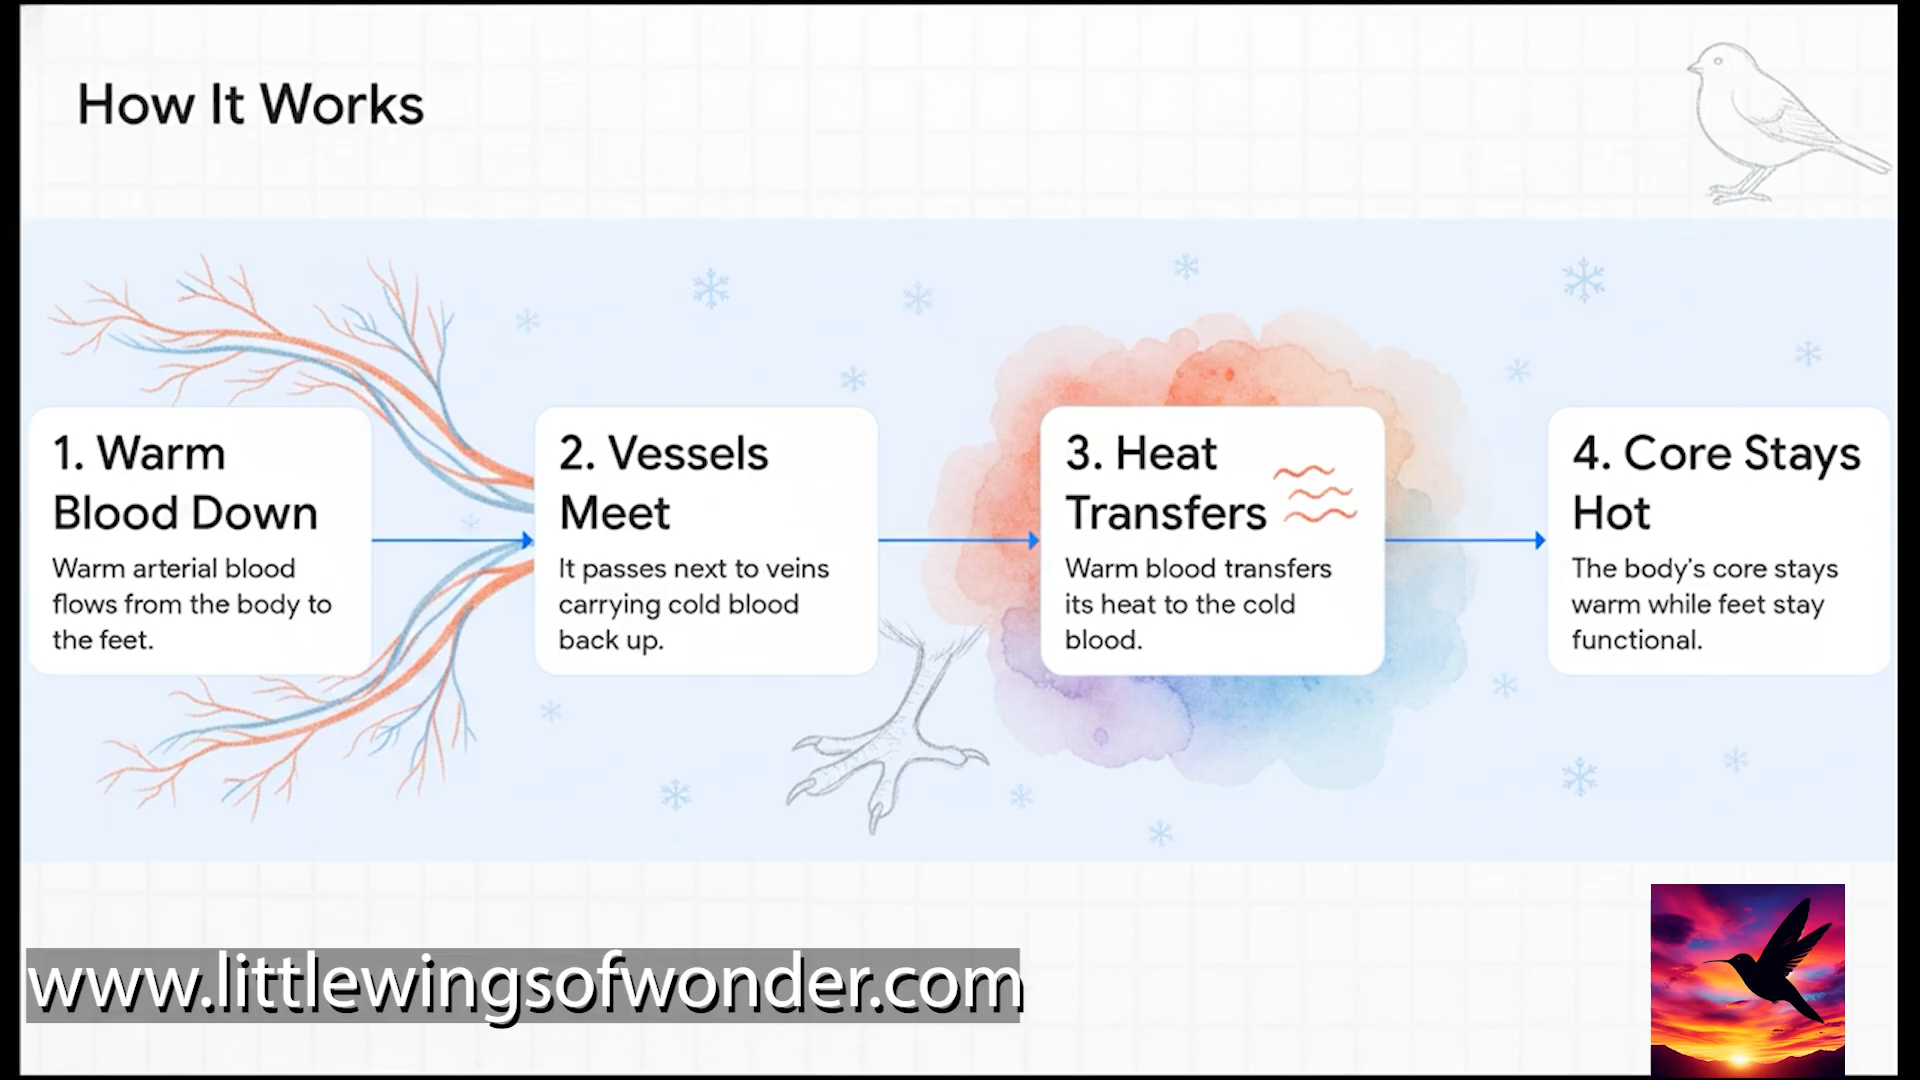 How It Works
1. Warm
Blood Down
Warm arterial blood
flows from the body to
the feet.
2. Vessels
Meet
It passes next to veins
carrying cold blood
back up.
3. Heat
Transfers
Warm blood transfers
its heat to the cold
blood.
4. Core Stays
Hot
The body's core stays
warm while feet stay
functional.
www.littlewingsofwonder.com